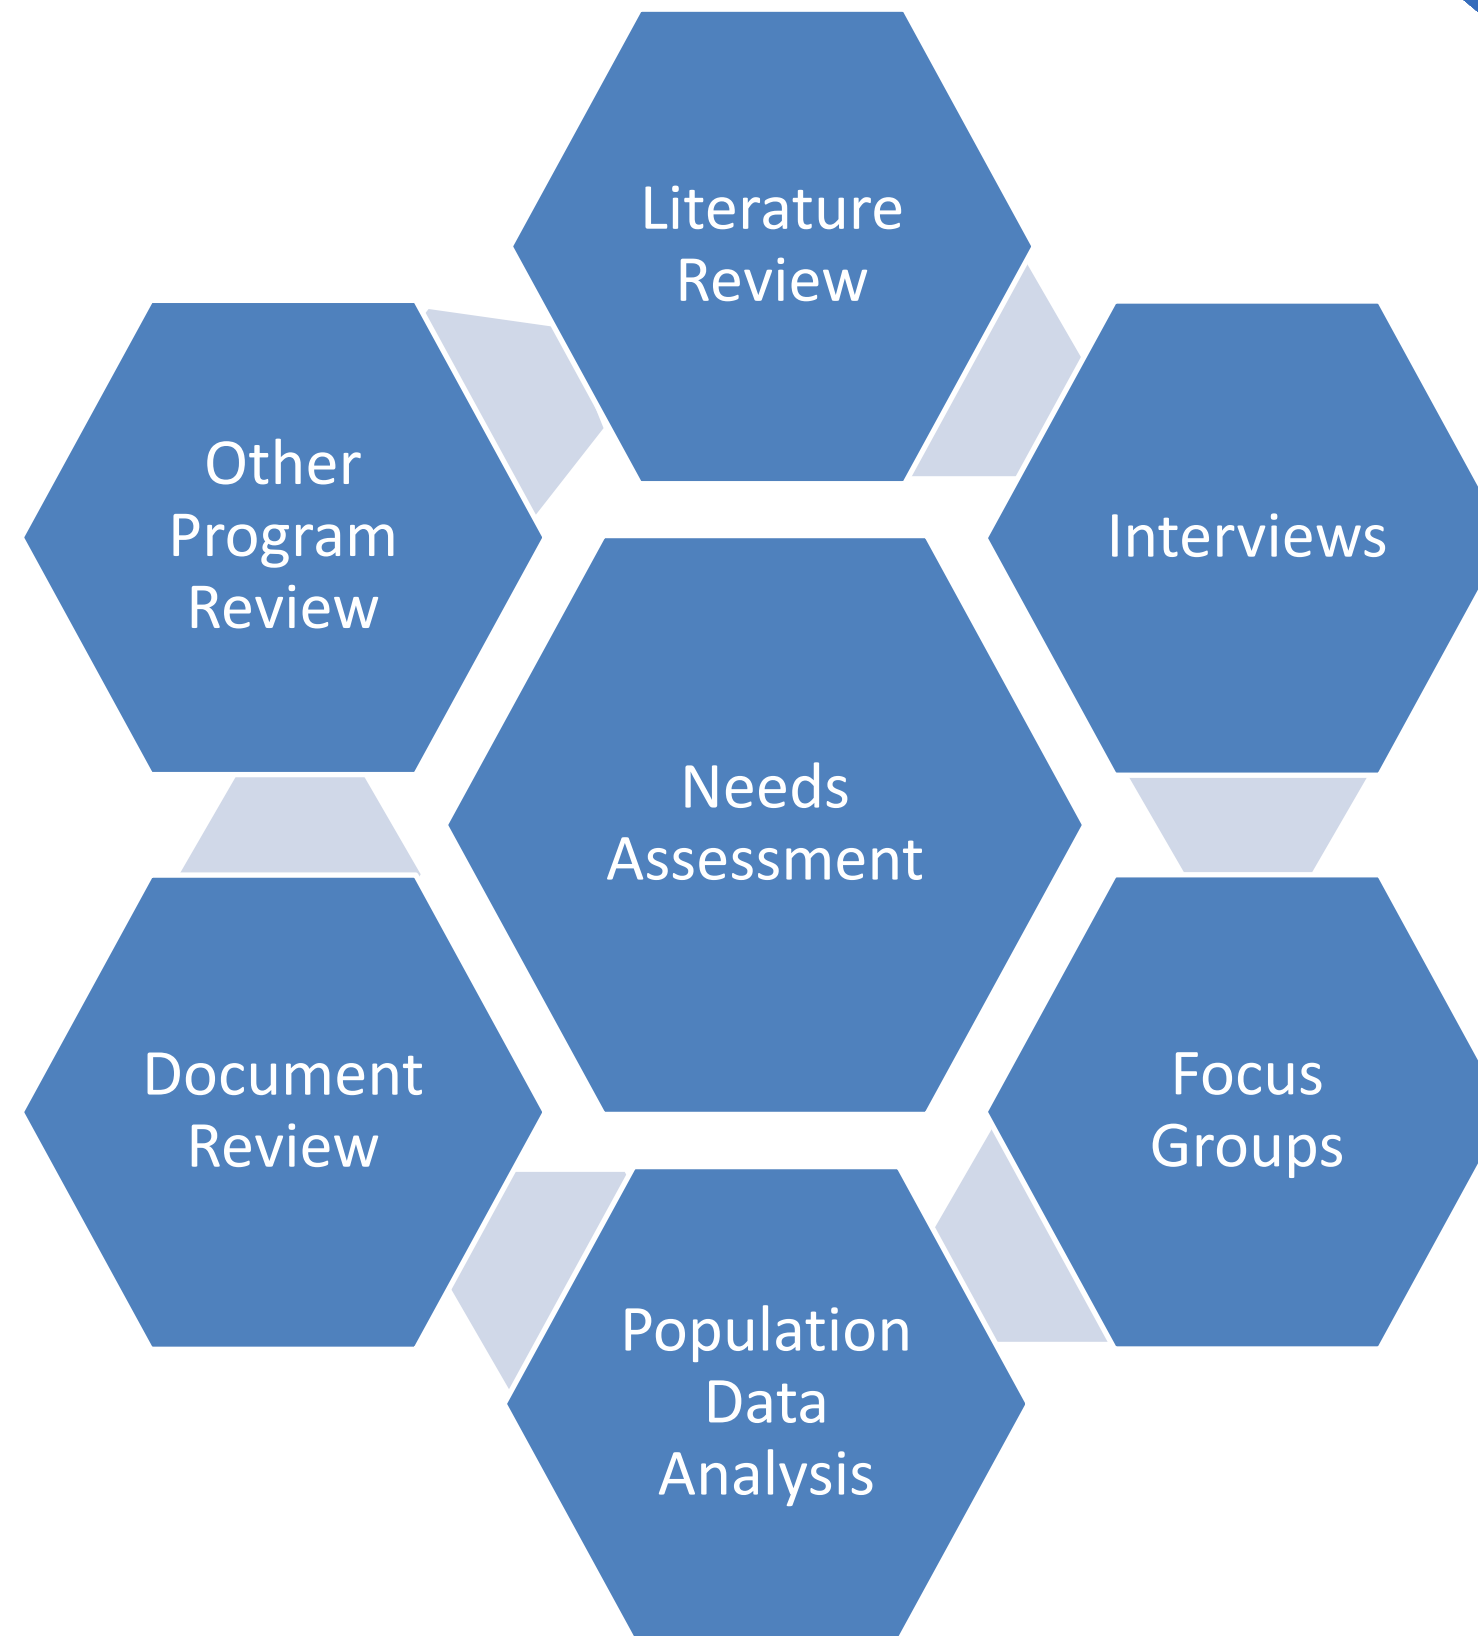 Literature
Review
Interviews
Focus
Groups
Population
Data
Analysis
Document
Review
Other
Program
Review
Needs
Assessment